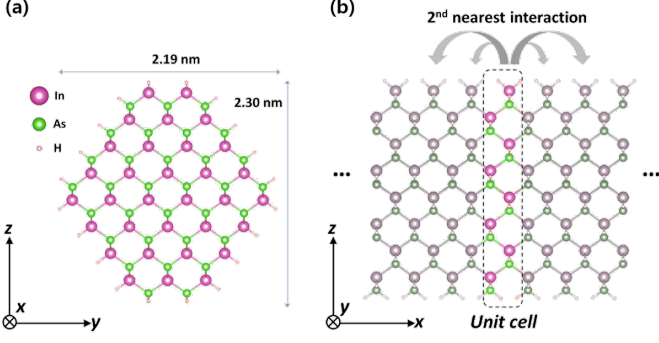 (a)
2.19 nm
2.30 nm
In
As
H
z
x
y
(b)
2nd nearest interaction
...
...
z
y
x
Unit cell